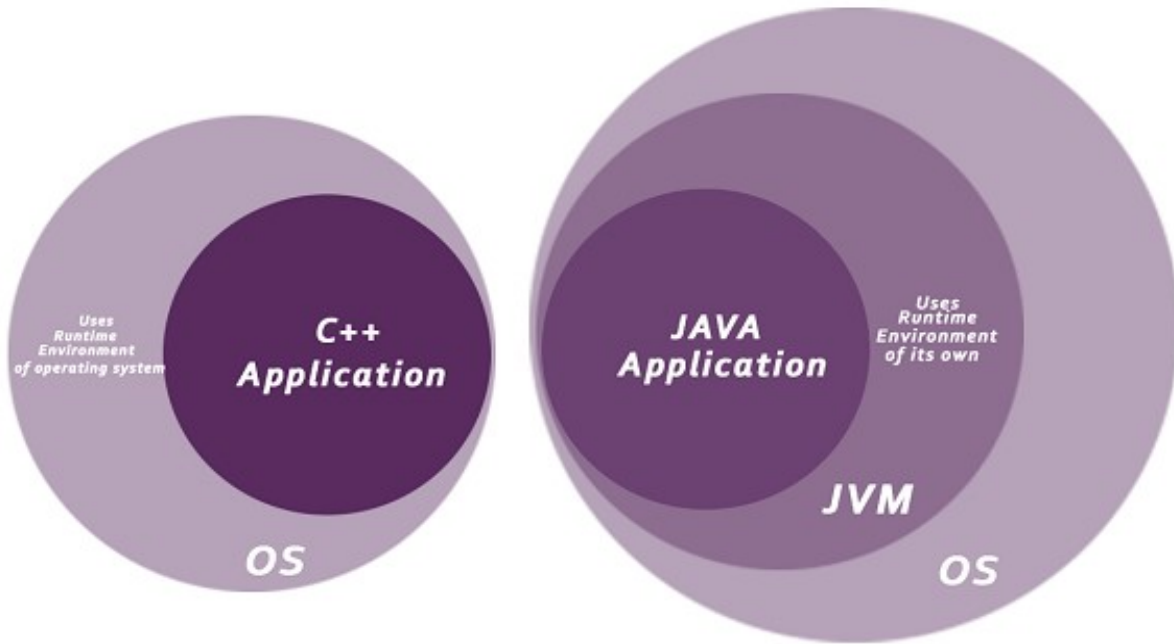 Uses
Runtime
Environment
of operating system
C++
Application
OS
JAVA
Application
Uses
Runtime
Environment
of its own
JVM
OS